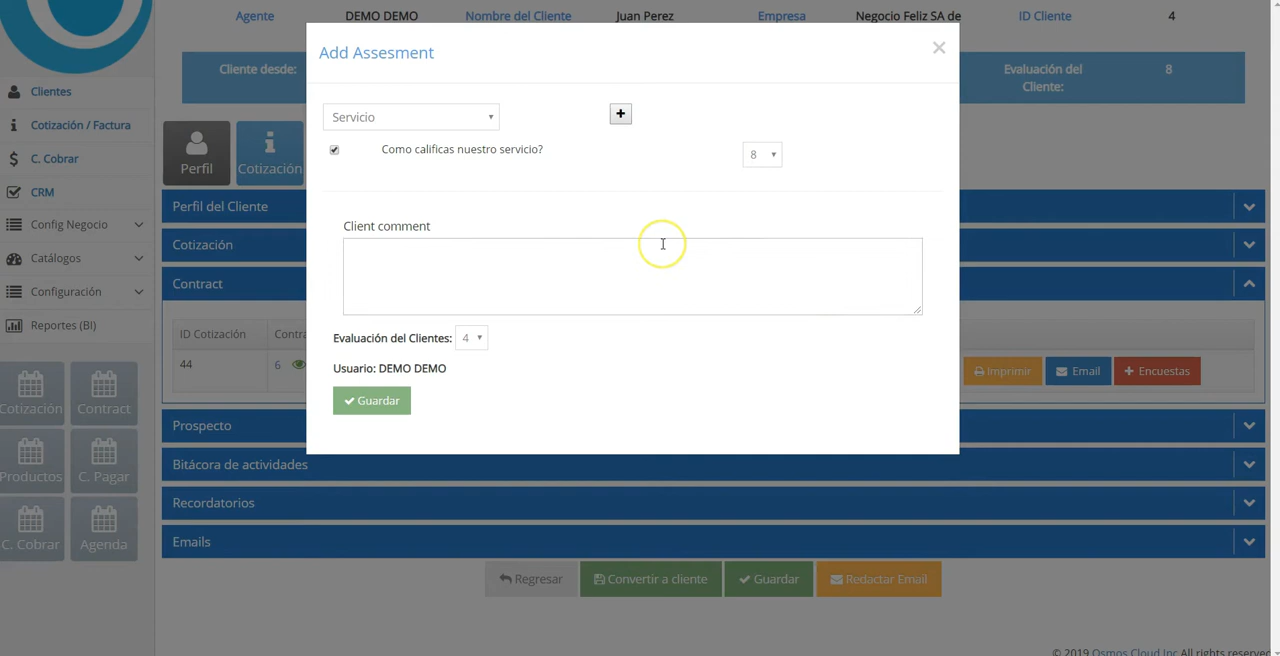 Agente DEMO DEMO Nombre del Cliente Juan Perez Empresa Negocio Feliz SA de ID Cliente 4
Cliente desde: Evaluación del Cliente: 8
Add Assesment ×
Servicio
Como calificas nuestro servicio? 8
Client comment
Evaluación del Clientes: 4
Usuario: DEMO DEMO
Guardar
Clientes
Cotización / Factura
C. Cobrar
CRM
Config Negocio
Catálogos
Configuración
Reportes (BI)
Cotización Contract
Productos C. Pagar
C. Cobrar Agenda
Perfil Cotización
Perfil del Cliente
Cotización
Contract
ID Cotización Contra
44 6 Imprimir Email Encuestas
Prospecto
Bitácora de actividades
Recordatorios
Emails
Regresar Convertir a cliente Guardar Redactar Email
© 2019 Osmos Cloud Inc All rights reserved